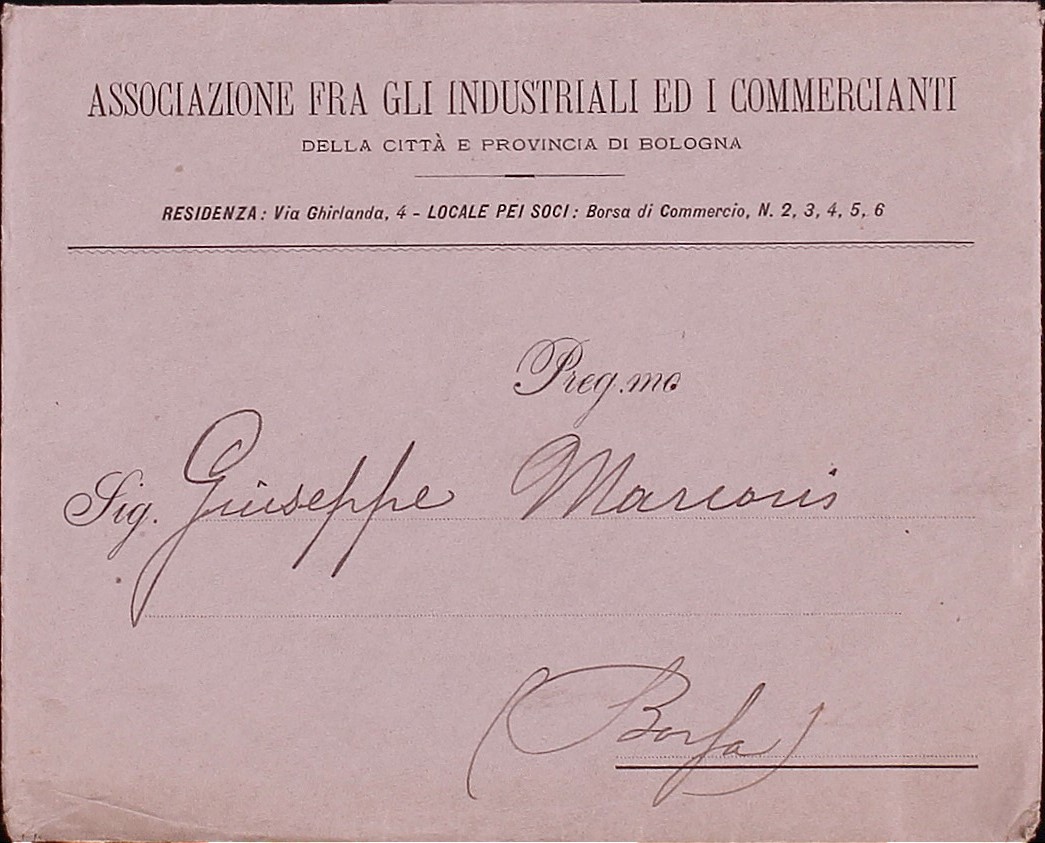 ASSOCIAZIONE FRA GLI INDUSTRIALI ED I COMMERCIANTI
DELLA CITTÀ E PROVINCIA DI BOLOGNA
RESIDENZA: Via Ghirlanda, 4 - LOCALE PEI SOCI: Borsa di Commercio, N. 2, 3, 4, 5, 6
Preg.mo
Sig. Giuseppe Marconi
(Borsa)